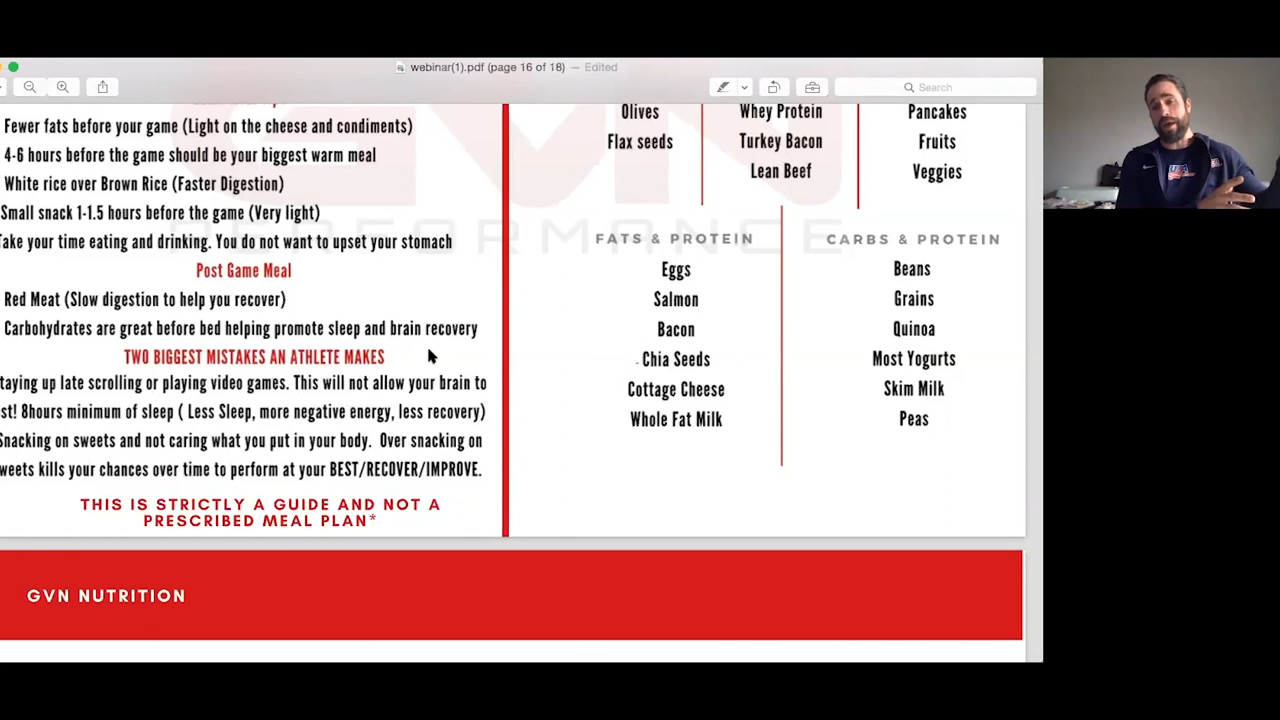 webinar(1).pdf (page 16 of 18) — Edited
Search
Fewer fats before your game (Light on the cheese and condiments)
4-6 hours before the game should be your biggest warm meal
White rice over Brown Rice (Faster Digestion)
Small snack 1-1.5 hours before the game (Very light)
Take your time eating and drinking. You do not want to upset your stomach
Post Game Meal
Red Meat (Slow digestion to help you recover)
Carbohydrates are great before bed helping promote sleep and brain recovery
TWO BIGGEST MISTAKES AN ATHLETE MAKES
taying up late scrolling or playing video games. This will not allow your brain to
est! 8hours minimum of sleep ( Less Sleep, more negative energy, less recovery)
Snacking on sweets and not caring what you put in your body. Over snacking on
weets kills your chances over time to perform at your BEST/RECOVER/IMPROVE.
THIS IS STRICTLY A GUIDE AND NOT A
PRESCRIBED MEAL PLAN*
Olives
Flax seeds
Whey Protein
Turkey Bacon
Lean Beef
Pancakes
Fruits
Veggies
FATS & PROTEIN
Eggs
Salmon
Bacon
Chia Seeds
Cottage Cheese
Whole Fat Milk
CARBS & PROTEIN
Beans
Grains
Quinoa
Most Yogurts
Skim Milk
Peas
GVN
PERFORMANCE
GVN NUTRITION